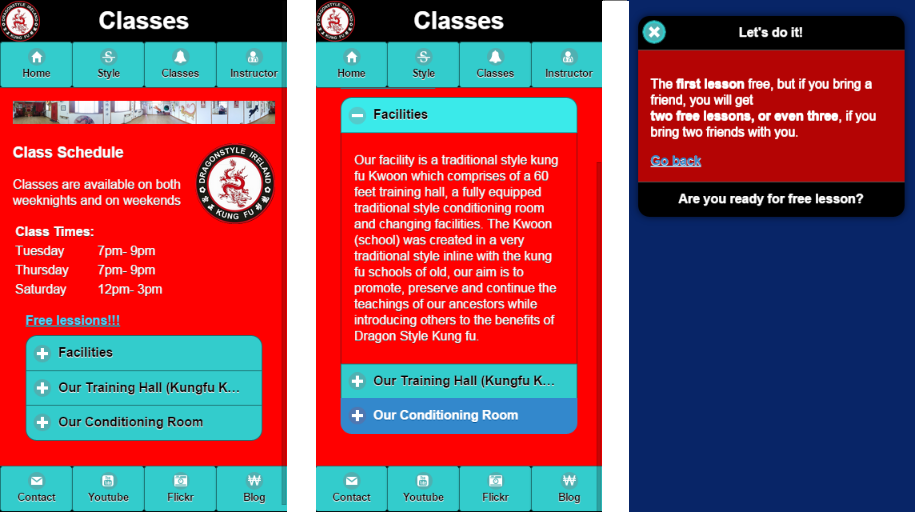 Classes
DRAGONSTYLE IRELAND
KUNG FU
Home
Style
Classes
Instructor
Class Schedule
Classes are available on both
weeknights and on weekends
DRAGONSTYLE IRELAND
KUNG FU
Class Times:
Tuesday 7pm- 9pm
Thursday 7pm- 9pm
Saturday 12pm- 3pm
Free lessions!!!
Facilities
Our Training Hall (Kungfu K...
Our Conditioning Room
Contact
Youtube
Flickr
Blog
Classes
DRAGONSTYLE IRELAND
KUNG FU
Home
Style
Classes
Instructor
Facilities
Our facility is a traditional style kung
fu Kwoon which comprises of a 60
feet training hall, a fully equipped
traditional style conditioning room
and changing facilities. The Kwoon
(school) was created in a very
traditional style inline with the kung
fu schools of old, our aim is to
promote, preserve and continue the
teachings of our ancestors while
introducing others to the benefits of
Dragon Style Kung fu.
Our Training Hall (Kungfu K...
Our Conditioning Room
Contact
Youtube
Flickr
Blog
Let's do it!
The first lesson free, but if you bring a
friend, you will get
two free lessons, or even three, if you
bring two friends with you.
Go back
Are you ready for free lesson?